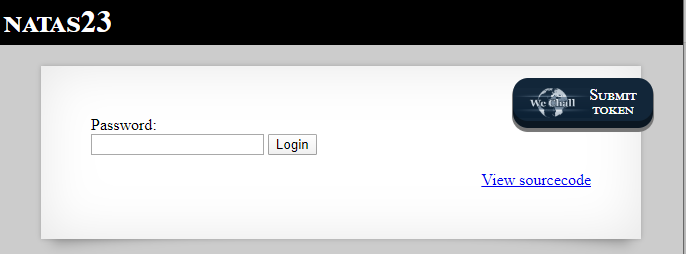 NATAS23
We Chall
SUBMIT
TOKEN
Password:
Login
View sourcecode